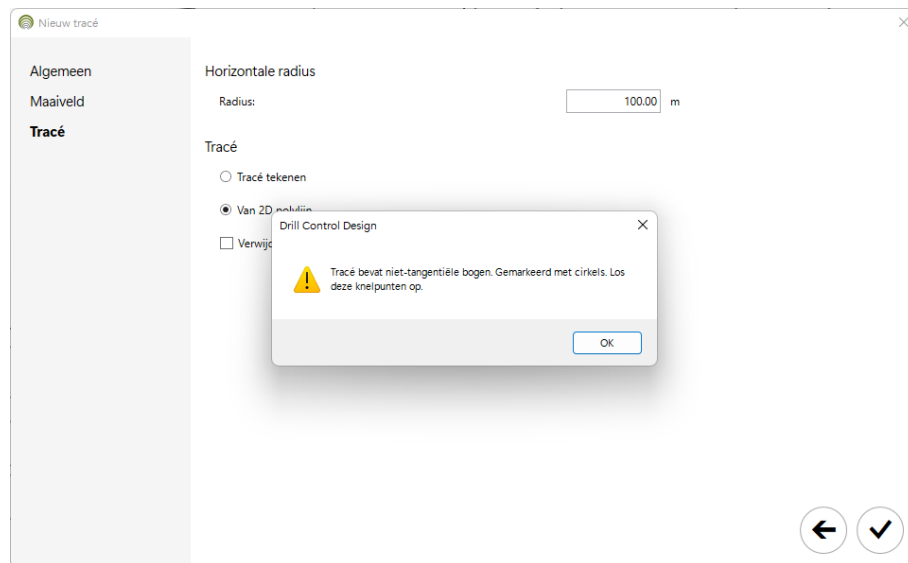 Nieuw tracé
Algemeen
Maaiveld
Tracé
Horizontale radius
Radius:
100.00 m
Tracé
Tracé tekenen
Van 2D polylijn
Drill Control Design
Tracé bevat niet-tangentiële bogen. Gemarkeerd met cirkels. Los
deze knelpunten op.
OK